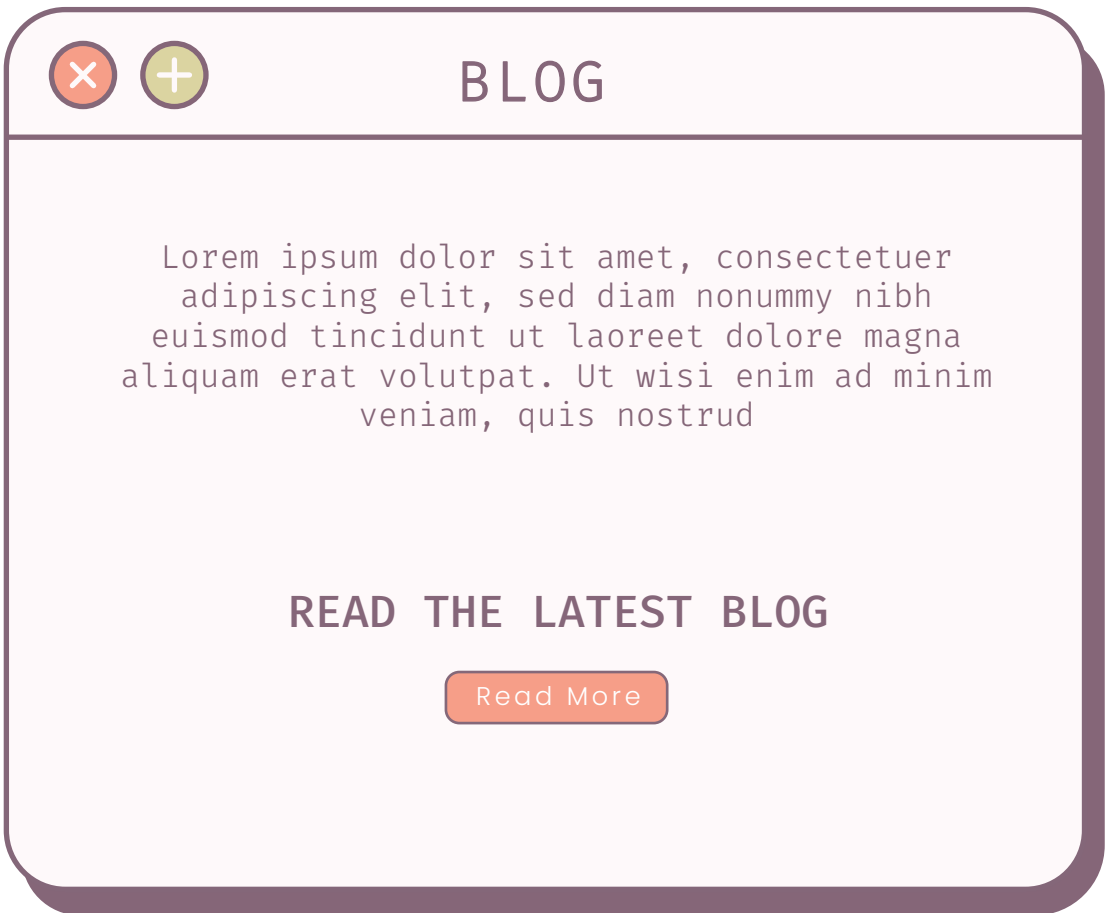 BLOG
Lorem ipsum dolor sit amet, consectetuer
adipiscing elit, sed diam nonummy nibh
euismod tincidunt ut laoreet dolore magna
aliquam erat volutpat. Ut wisi enim ad minim
veniam, quis nostrud
READ THE LATEST BLOG
Read More